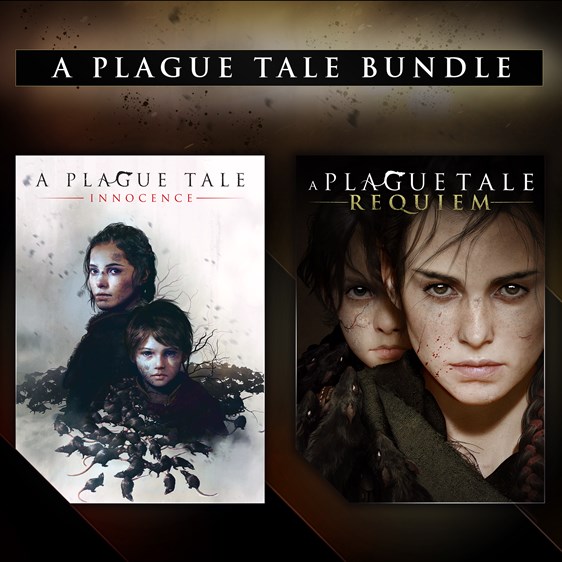 A PLAGUE TALE BUNDLE
A PLAGUE TALE
INNOCENCE
A PLAGUE TALE
REQUIEM